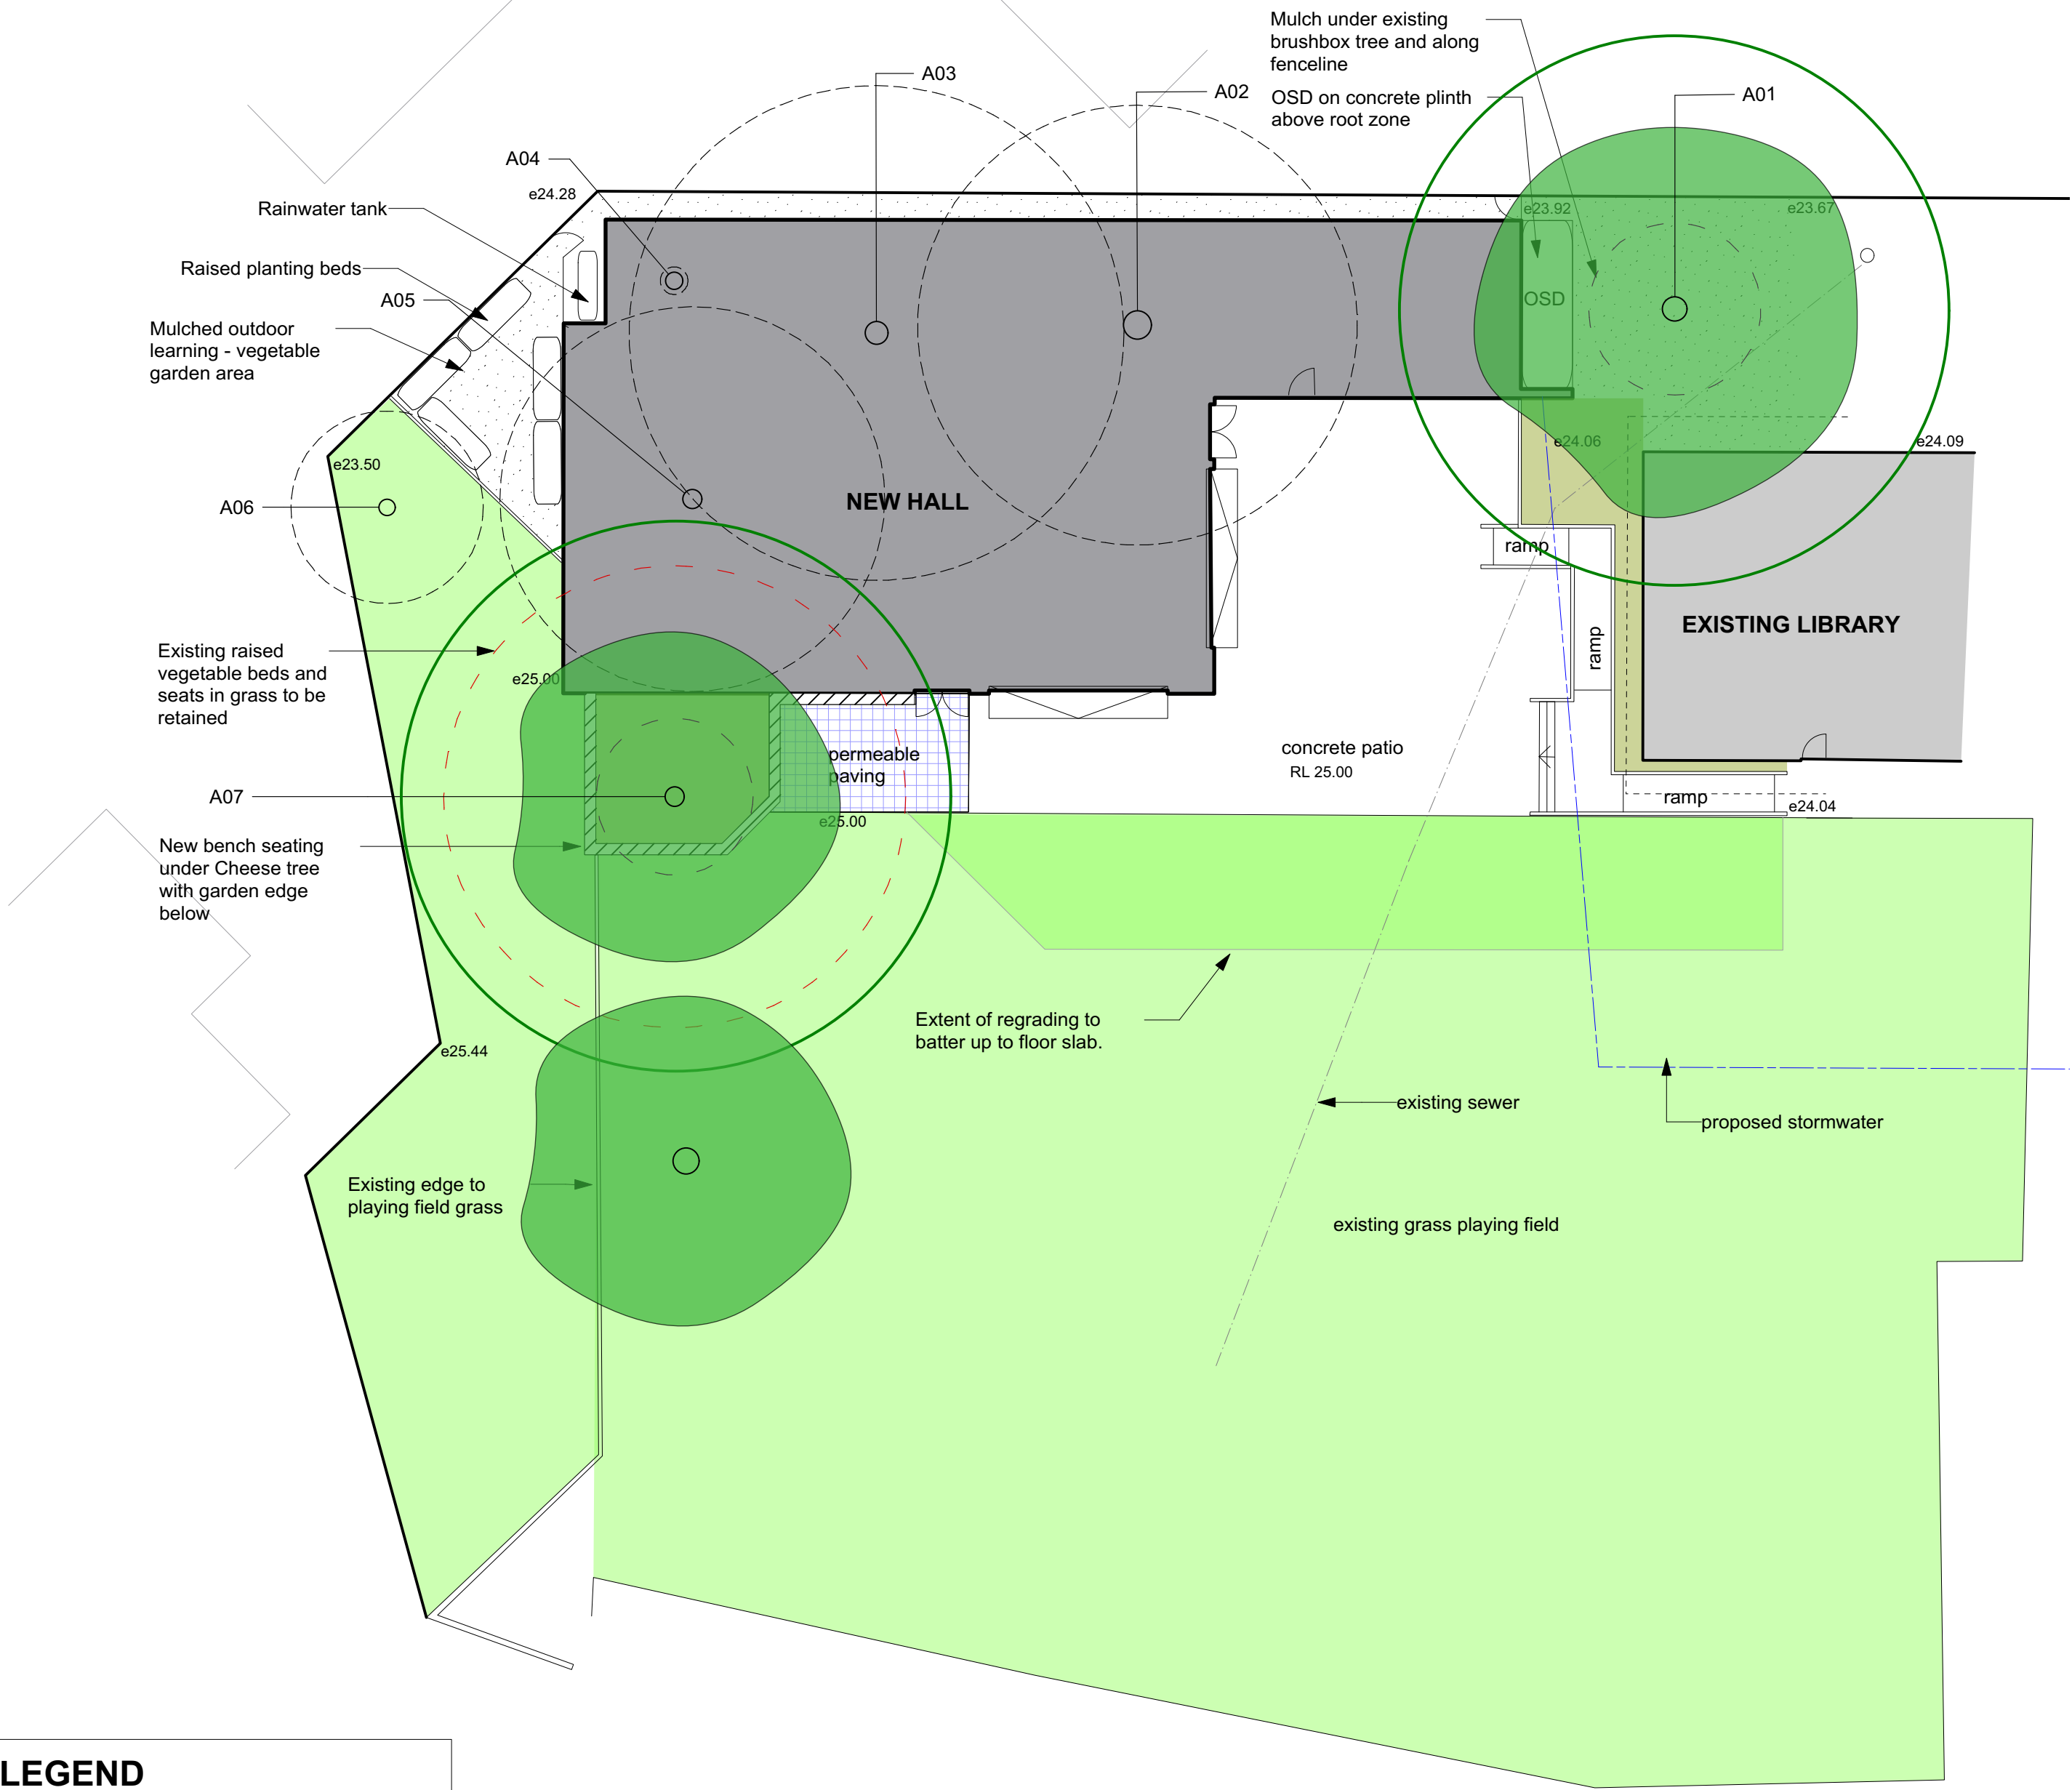 Mulch under existing
brushbox tree and along
fenceline
OSD on concrete plinth
above root zone
A01
A02
A03
A04
e24.28
Rainwater tank
Raised planting beds
A05
Mulched outdoor
learning - vegetable
garden area
e23.92
e23.67
OSD
e24.06
e24.09
e23.50
A06
NEW HALL
ramp
EXISTING LIBRARY
ramp
Existing raised
vegetable beds and
seats in grass to be
retained
e25.00
permeable
paving
concrete patio
RL 25.00
A07
ramp
e24.04
e25.00
New bench seating
under Cheese tree
with garden edge
below
Extent of regrading to
batter up to floor slab.
e25.44
existing sewer
proposed stormwater
Existing edge to
playing field grass
existing grass playing field
LEGEND